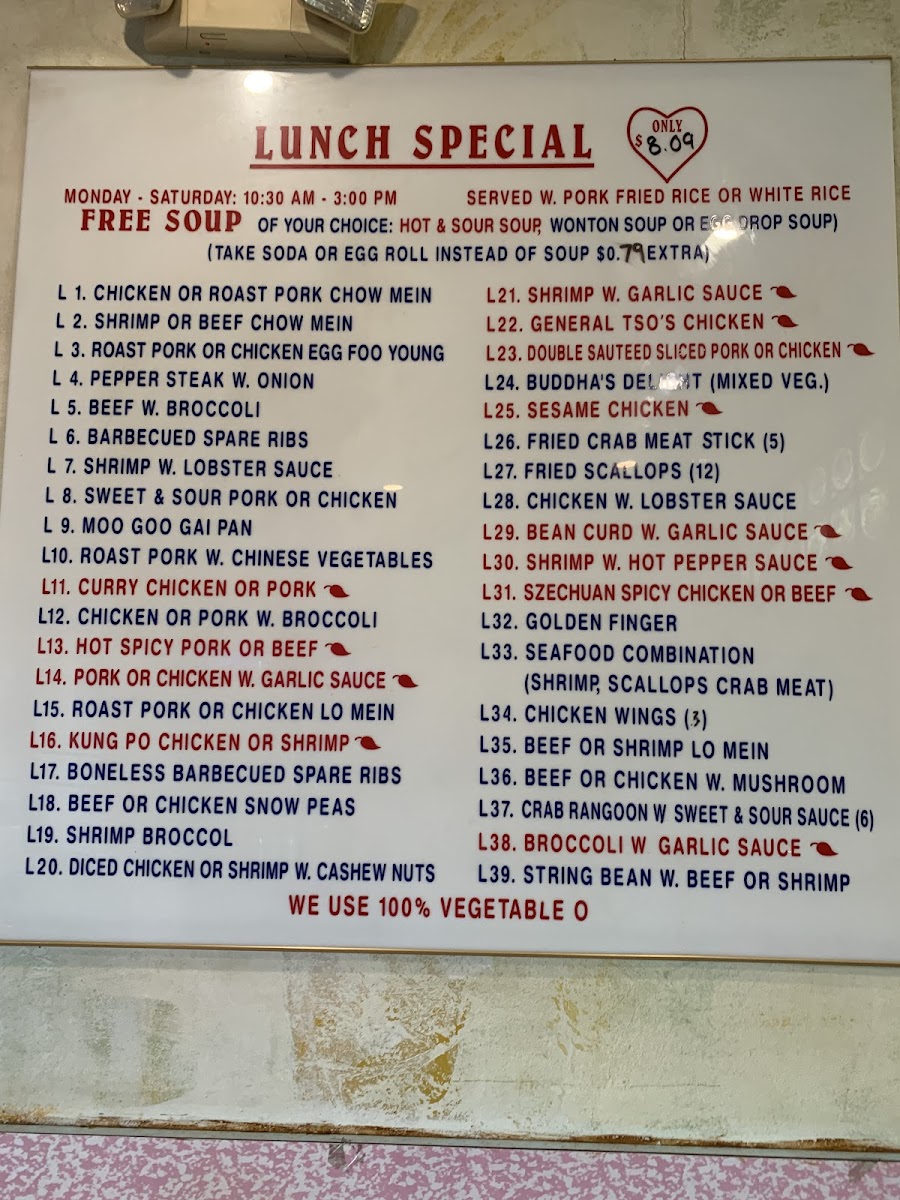 LUNCH SPECIAL
ONLY
$8.09
MONDAY - SATURDAY: 10:30 AM - 3:00 PM SERVED W. PORK FRIED RICE OR WHITE RICE
FREE SOUP OF YOUR CHOICE: HOT & SOUR SOUP, WONTON SOUP OR EGG DROP SOUP)
(TAKE SODA OR EGG ROLL INSTEAD OF SOUP $0.79 EXTRA)
L 1. CHICKEN OR ROAST PORK CHOW MEIN
L 2. SHRIMP OR BEEF CHOW MEIN
L 3. ROAST PORK OR CHICKEN EGG FOO YOUNG
L 4. PEPPER STEAK W. ONION
L 5. BEEF W. BROCCOLI
L 6. BARBECUED SPARE RIBS
L 7. SHRIMP W. LOBSTER SAUCE
L 8. SWEET & SOUR PORK OR CHICKEN
L 9. MOO GOO GAI PAN
L10. ROAST PORK W. CHINESE VEGETABLES
L11. CURRY CHICKEN OR PORK
L12. CHICKEN OR PORK W. BROCCOLI
L13. HOT SPICY PORK OR BEEF
L14. PORK OR CHICKEN W. GARLIC SAUCE
L15. ROAST PORK OR CHICKEN LO MEIN
L16. KUNG PO CHICKEN OR SHRIMP
L17. BONELESS BARBECUED SPARE RIBS
L18. BEEF OR CHICKEN SNOW PEAS
L19. SHRIMP BROCCOL
L20. DICED CHICKEN OR SHRIMP W. CASHEW NUTS
L21. SHRIMP W. GARLIC SAUCE
L22. GENERAL TSO'S CHICKEN
L23. DOUBLE SAUTEED SLICED PORK OR CHICKEN
L24. BUDDHA'S DELIGHT (MIXED VEG.)
L25. SESAME CHICKEN
L26. FRIED CRAB MEAT STICK (5)
L27. FRIED SCALLOPS (12)
L28. CHICKEN W. LOBSTER SAUCE
L29. BEAN CURD W. GARLIC SAUCE
L30. SHRIMP W. HOT PEPPER SAUCE
L31. SZECHUAN SPICY CHICKEN OR BEEF
L32. GOLDEN FINGER
L33. SEAFOOD COMBINATION
(SHRIMP, SCALLOPS CRAB MEAT)
L34. CHICKEN WINGS (3)
L35. BEEF OR SHRIMP LO MEIN
L36. BEEF OR CHICKEN W. MUSHROOM
L37. CRAB RANGOON W SWEET & SOUR SAUCE (6)
L38. BROCCOLI W GARLIC SAUCE
L39. STRING BEAN W. BEEF OR SHRIMP
WE USE 100% VEGETABLE O